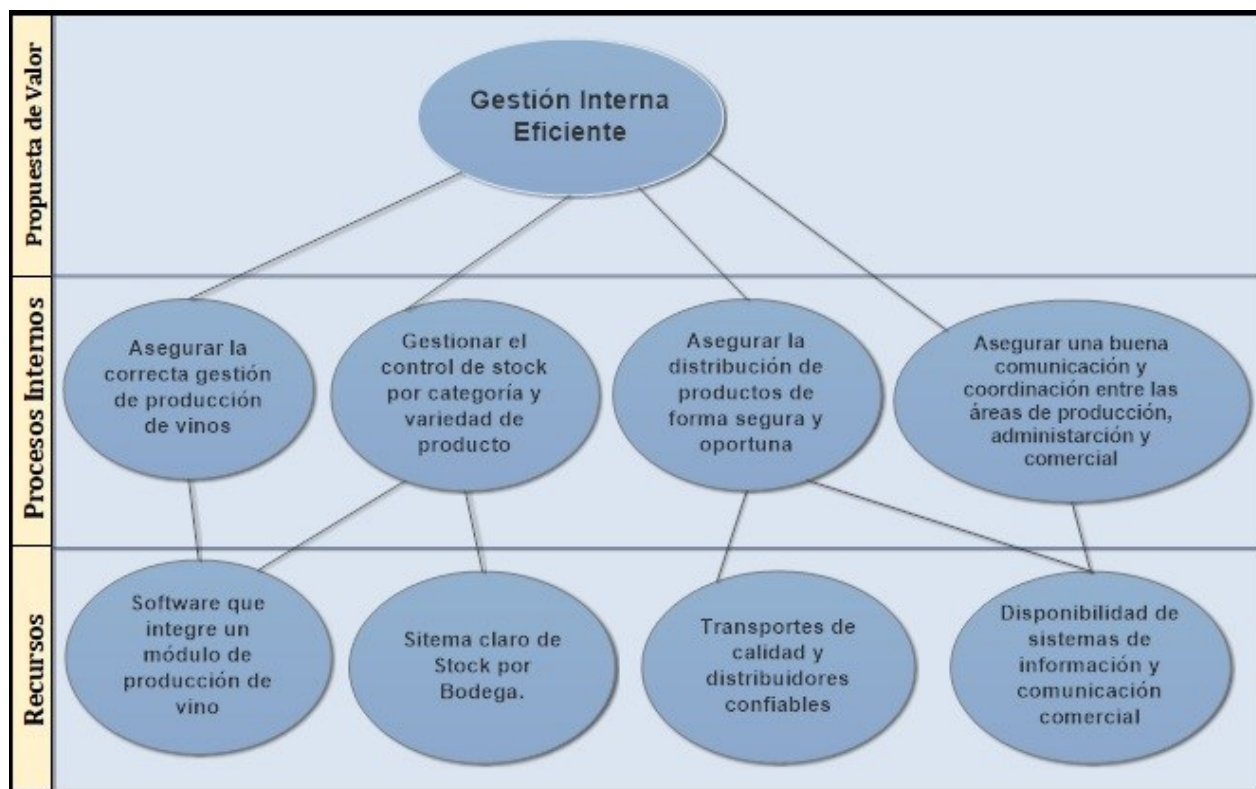 Propuesta de Valor
Gestión Interna
Eficiente
Procesos Internos
Asegurar la
correcta gestión
de producción
de vinos
Gestionar el
control de stock
por categoría y
variedad de
producto
Asegurar la
distribución de
productos de
forma segura y
oportuna
Asegurar una buena
comunicación y
coordinación entre las
áreas de producción,
administarción y
comercial
Recursos
Software que
integre un
módulo de
producción de
vino
Sitema claro de
Stock por
Bodega.
Transportes de
calidad y
distribuidores
confiables
Disponibilidad de
sistemas de
información y
comunicación
comercial